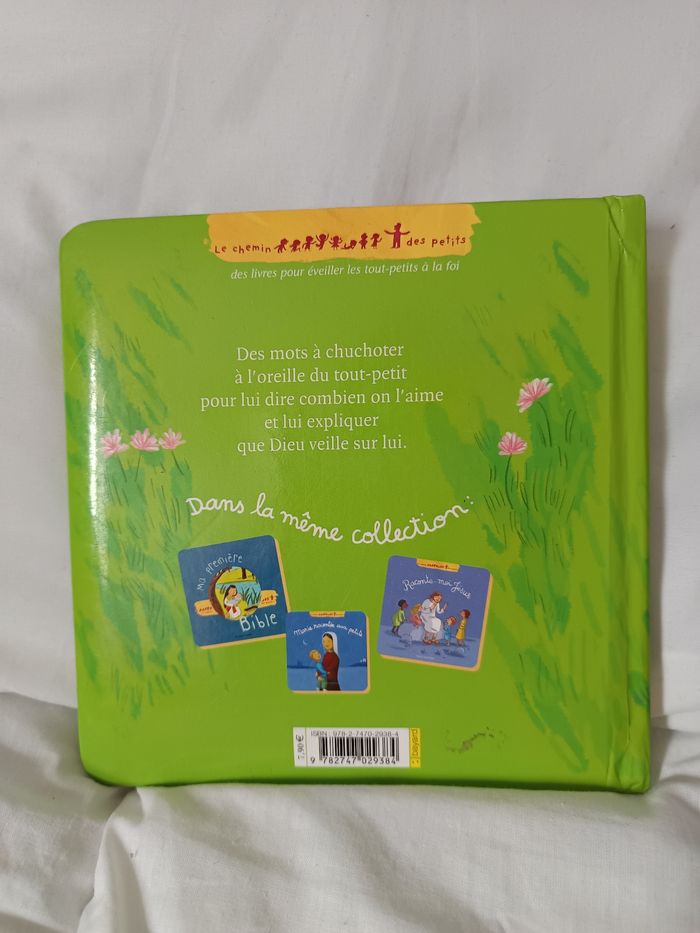 Le chemin des petits
des livres pour éveiller les tout-petits à la foi
Des mots à chuchoter
à l'oreille du tout-petit
pour lui dire combien on l'aime
et lui expliquer
que Dieu veille sur lui.
Dans la même collection :
Ma première
Bible
Marie racontée aux petits
Raconte-moi Jésus
7,90 €
ISBN : 978-2-7470-2938-4
9 782747 029384
bayard